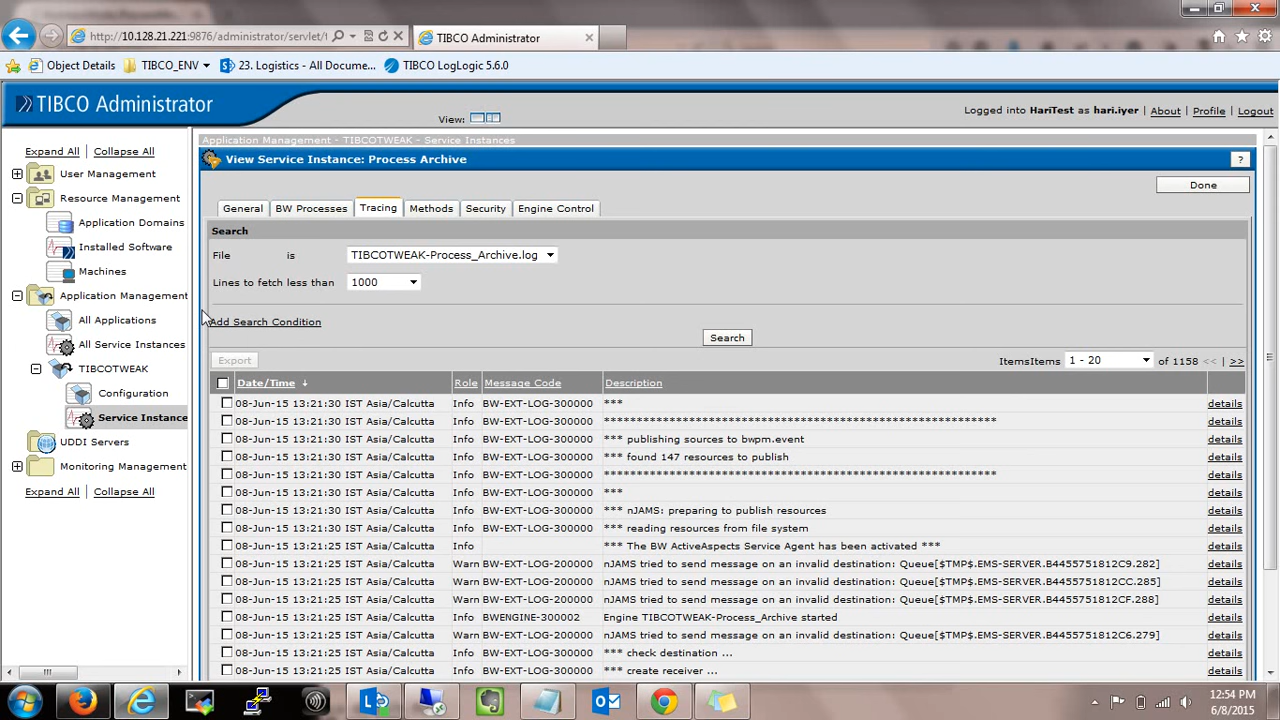 http://10.128.21.221:9876/administrator/servlet/t
TIBCO Administrator
Object Details
TIBCO_ENV
23. Logistics - All Docume...
TIBCO LogLogic 5.6.0
TIBCO Administrator
View:
Logged into HariTest as hari.iyer | About | Profile | Logout
Expand All | Collapse All
User Management
Resource Management
Application Domains
Installed Software
Machines
Application Management
All Applications
All Service Instances
TIBCOTWEAK
Configuration
Service Instance
UDDI Servers
Monitoring Management
Expand All | Collapse All
Application Management - TIBCOTWEAK - Service Instances
View Service Instance: Process Archive
?
Done
General
BW Processes
Tracing
Methods
Security
Engine Control
Search
File is TIBCOTWEAK-Process_Archive.log
Lines to fetch less than 1000
Add Search Condition
Search
Export
ItemsItems 1 - 20 of 1158 << | >>
Date/Time Role Message Code Description
08-Jun-15 13:21:30 IST Asia/Calcutta Info BW-EXT-LOG-300000 *** details
08-Jun-15 13:21:30 IST Asia/Calcutta Info BW-EXT-LOG-300000 ****************************************************************** details
08-Jun-15 13:21:30 IST Asia/Calcutta Info BW-EXT-LOG-300000 *** publishing sources to bwpm.event details
08-Jun-15 13:21:30 IST Asia/Calcutta Info BW-EXT-LOG-300000 *** found 147 resources to publish details
08-Jun-15 13:21:30 IST Asia/Calcutta Info BW-EXT-LOG-300000 ****************************************************************** details
08-Jun-15 13:21:30 IST Asia/Calcutta Info BW-EXT-LOG-300000 *** details
08-Jun-15 13:21:30 IST Asia/Calcutta Info BW-EXT-LOG-300000 *** nJAMS: preparing to publish resources details
08-Jun-15 13:21:30 IST Asia/Calcutta Info BW-EXT-LOG-300000 *** reading resources from file system details
08-Jun-15 13:21:25 IST Asia/Calcutta Info *** The BW ActiveAspects Service Agent has been activated *** details
08-Jun-15 13:21:25 IST Asia/Calcutta Warn BW-EXT-LOG-200000 nJAMS tried to send message on an invalid destination: Queue[$TMP$.EMS-SERVER.B4455751812C9.282] details
08-Jun-15 13:21:25 IST Asia/Calcutta Warn BW-EXT-LOG-200000 nJAMS tried to send message on an invalid destination: Queue[$TMP$.EMS-SERVER.B4455751812CC.285] details
08-Jun-15 13:21:25 IST Asia/Calcutta Warn BW-EXT-LOG-200000 nJAMS tried to send message on an invalid destination: Queue[$TMP$.EMS-SERVER.B4455751812CF.288] details
08-Jun-15 13:21:25 IST Asia/Calcutta Info BWENGINE-300002 Engine TIBCOTWEAK-Process_Archive started details
08-Jun-15 13:21:25 IST Asia/Calcutta Warn BW-EXT-LOG-200000 nJAMS tried to send message on an invalid destination: Queue[$TMP$.EMS-SERVER.B4455751812C6.279] details
08-Jun-15 13:21:25 IST Asia/Calcutta Info BW-EXT-LOG-300000 *** check destination ... details
08-Jun-15 13:21:25 IST Asia/Calcutta Info BW-EXT-LOG-300000 *** create receiver ... details
12:54 PM
6/8/2015